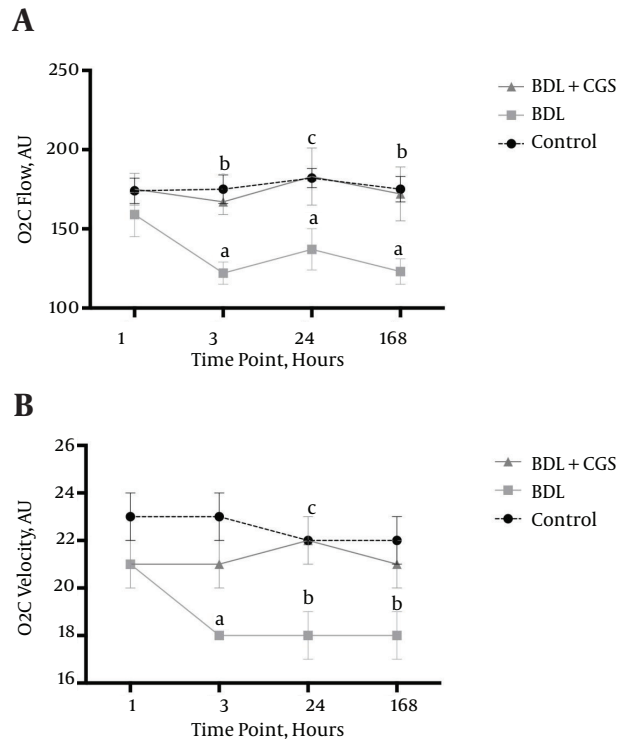 A
250
200
150
100
O2C Flow, AU
b
c
b
a
a
a
1 3 24 168
Time Point, Hours
BDL + CGS
BDL
Control
B
26
24
22
20
18
16
O2C Velocity, AU
c
a
b
b
1 3 24 168
Time Point, Hours
BDL + CGS
BDL
Control